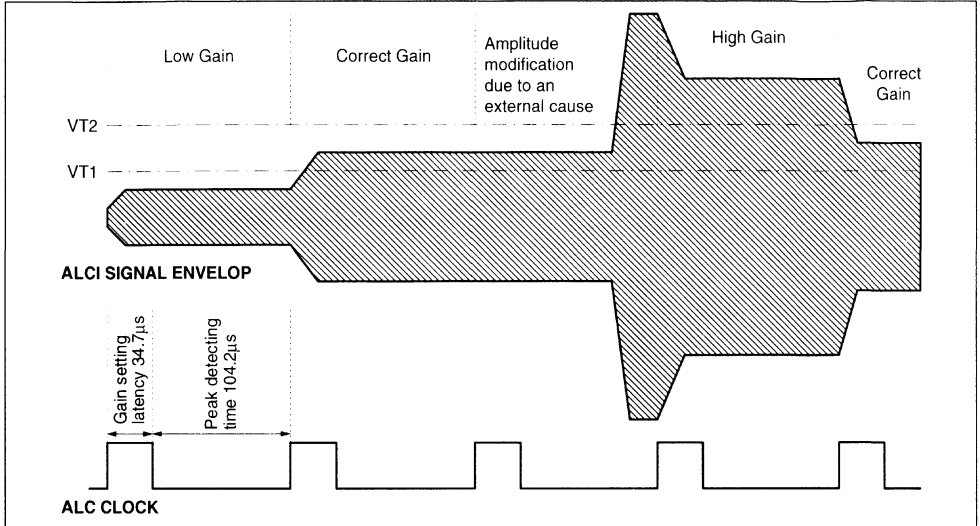 Low Gain
Correct Gain
Amplitude
modification
due to an
external cause
High Gain
Correct
Gain
VT2
VT1
ALCI SIGNAL ENVELOP
Gain setting
latency 34.7µs
Peak detecting
time 104.2µs
ALC CLOCK